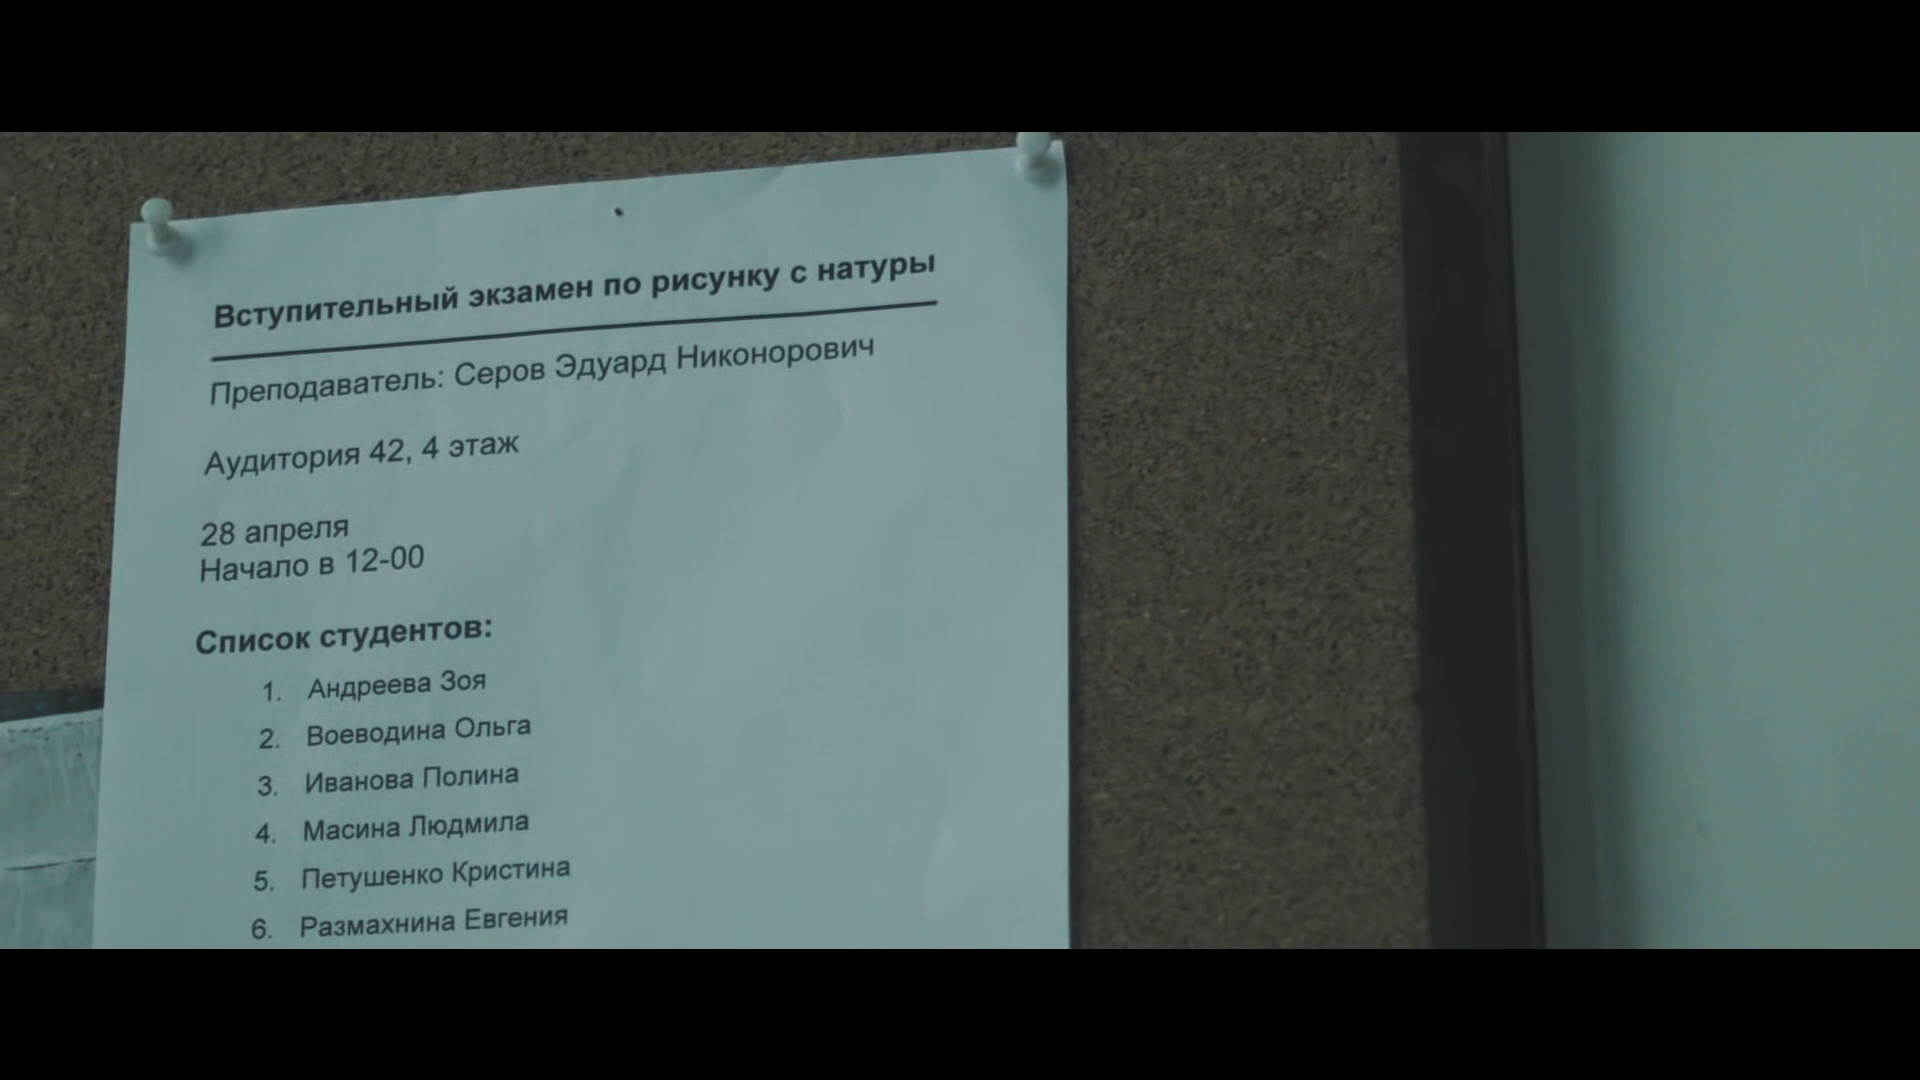 Вступительный экзамен по рисунку с натуры
Преподаватель: Серов Эдуард Никонорович
Аудитория 42, 4 этаж
28 апреля
Начало в 12-00
Список студентов:
1. Андреева Зоя
2. Воеводина Ольга
3. Иванова Полина
4. Масина Людмила
5. Петушенко Кристина
6. Размахнина Евгения